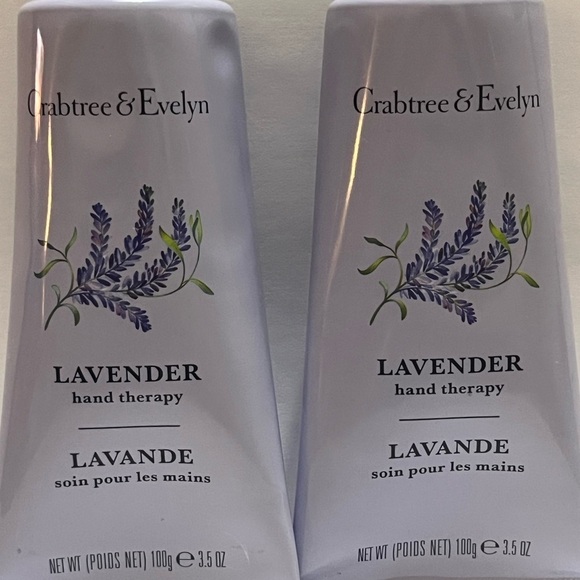 Crabtree & Evelyn
LAVENDER
hand therapy
LAVANDE
soin pour les mains
NET WT (POIDS NET) 100g ℮ 3.5 OZ
Crabtree & Evelyn
LAVENDER
hand therapy
LAVANDE
soin pour les mains
NET WT (POIDS NET) 100g ℮ 3.5 OZ